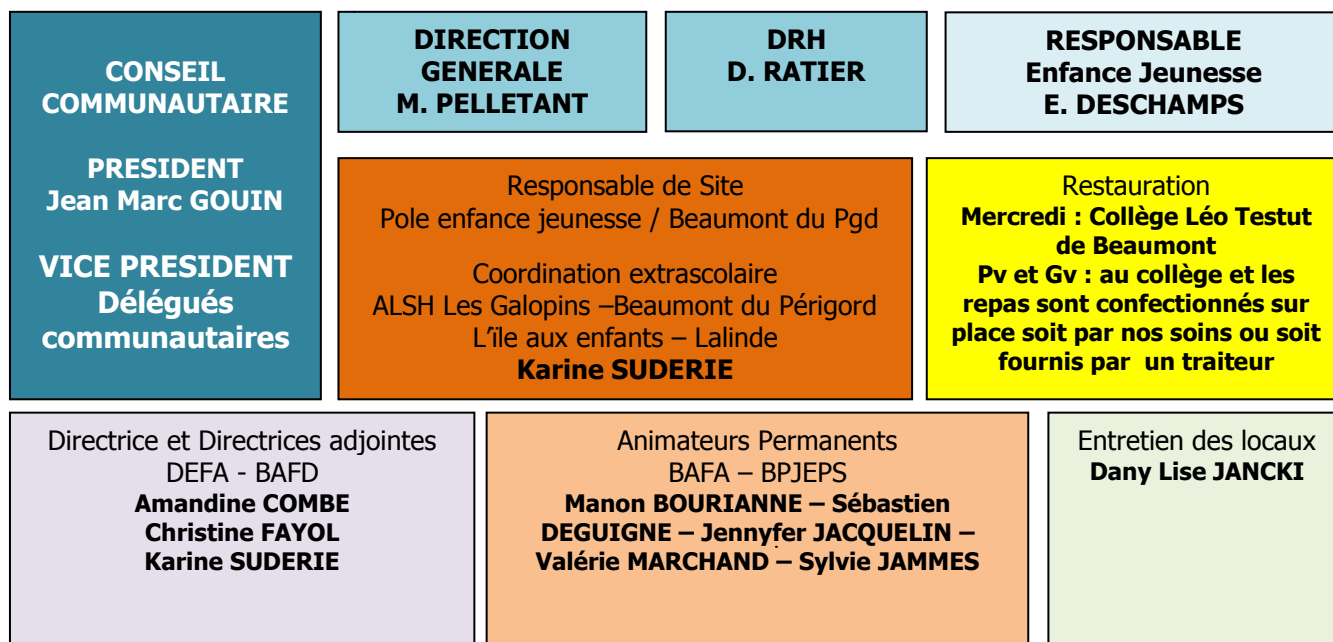 CONSEIL
COMMUNAUTAIRE
PRESIDENT
Jean Marc GOUIN
VICE PRESIDENT
Délégués
communautaires
DIRECTION
GENERALE
M. PELLETANT
DRH
D. RATIER
RESPONSABLE
Enfance Jeunesse
E. DESCHAMPS
Responsable de Site
Pole enfance jeunesse / Beaumont du Pgd
Coordination extrascolaire
ALSH Les Galopins –Beaumont du Périgord
L'île aux enfants – Lalinde
Karine SUDERIE
Restauration
Mercredi : Collège Léo Testut
de Beaumont
Pv et Gv : au collège et les
repas sont confectionnés sur
place soit par nos soins ou soit
fournis par un traiteur
Directrice et Directrices adjointes
DEFA - BAFD
Amandine COMBE
Christine FAYOL
Karine SUDERIE
Animateurs Permanents
BAFA – BPJEPS
Manon BOURIANNE – Sébastien
DEGUIGNE – Jennyfer JACQUELIN –
Valérie MARCHAND – Sylvie JAMMES
Entretien des locaux
Dany Lise JANCKI